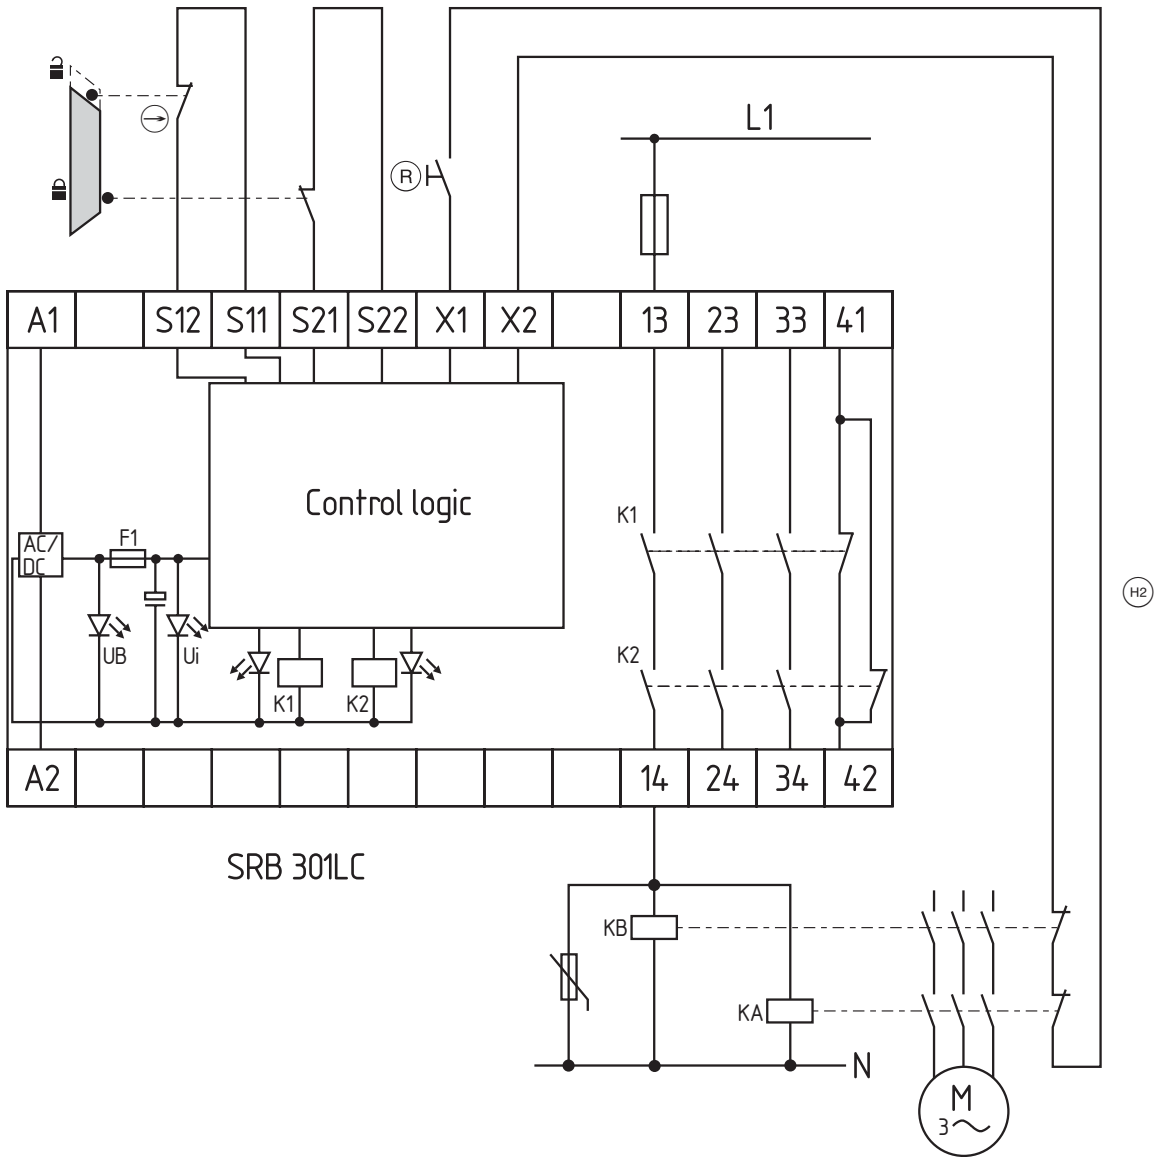 L1
R
A1 S12 S11 S21 S22 X1 X2 13 23 33 41
Control logic
K1
AC/
DC
F1
H2
UB
Ui
K2
K1
K2
A2 14 24 34 42
SRB 301LC
KB
KA
N
M
3